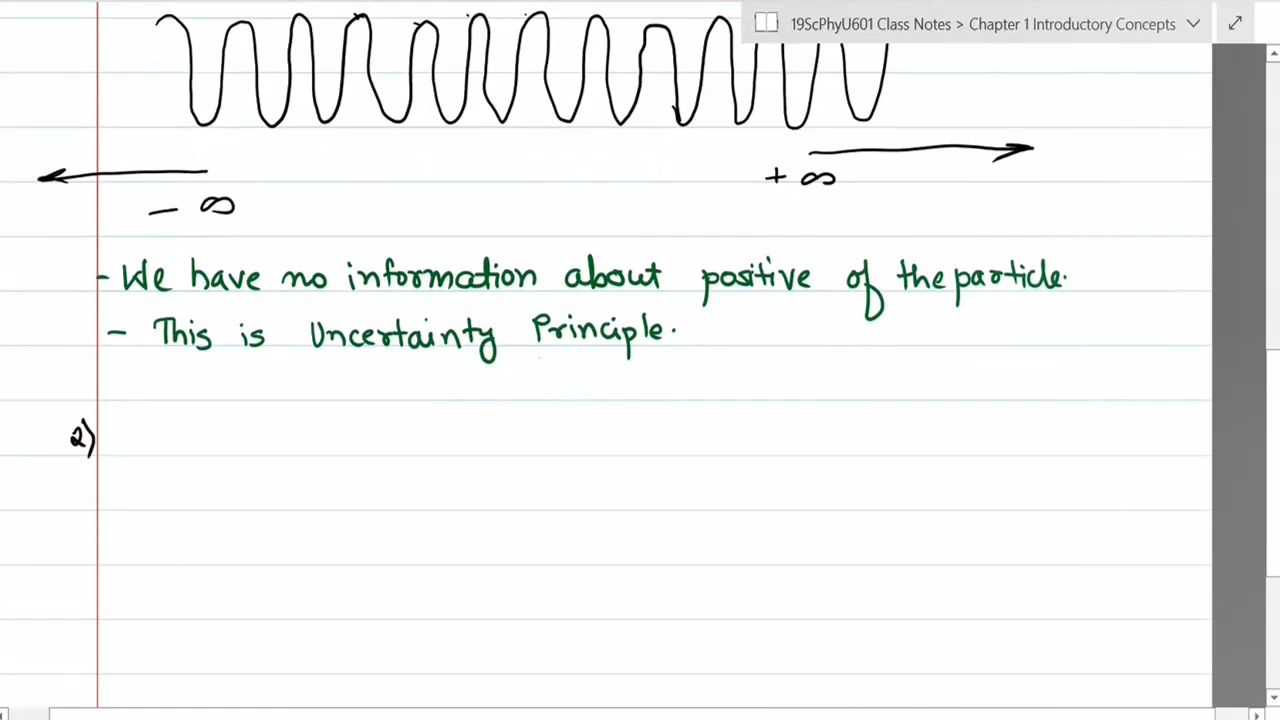 19ScPhyU601 Class Notes > Chapter 1 Introductory Concepts
+ ∞
− ∞
- We have no information about positive of the particle.
- This is Uncertainty Principle.
2)